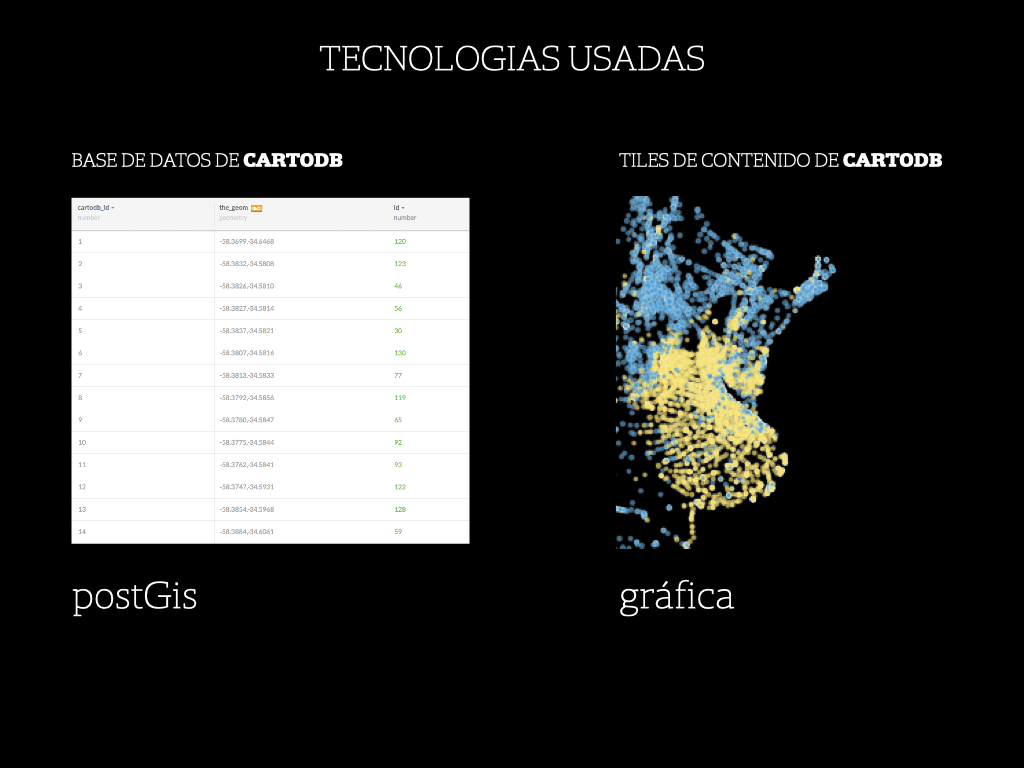 TECNOLOGIAS USADAS
BASE DE DATOS DE CARTODB
TILES DE CONTENIDO DE CARTODB
cartodb_id the_geom id
number geometry number
1 -58.3699,-34.6468 120
2 -58.3832,-34.5808 123
3 -58.3826,-34.5810 46
4 -58.3827,-34.5814 56
5 -58.3837,-34.5821 30
6 -58.3807,-34.5816 130
7 -58.3813,-34.5833 77
8 -58.3792,-34.5856 119
9 -58.3780,-34.5847 65
10 -58.3775,-34.5844 92
11 -58.3762,-34.5841 93
12 -58.3747,-34.5931 122
13 -58.3854,-34.5968 128
14 -58.3884,-34.6061 59
postGis
gráfica